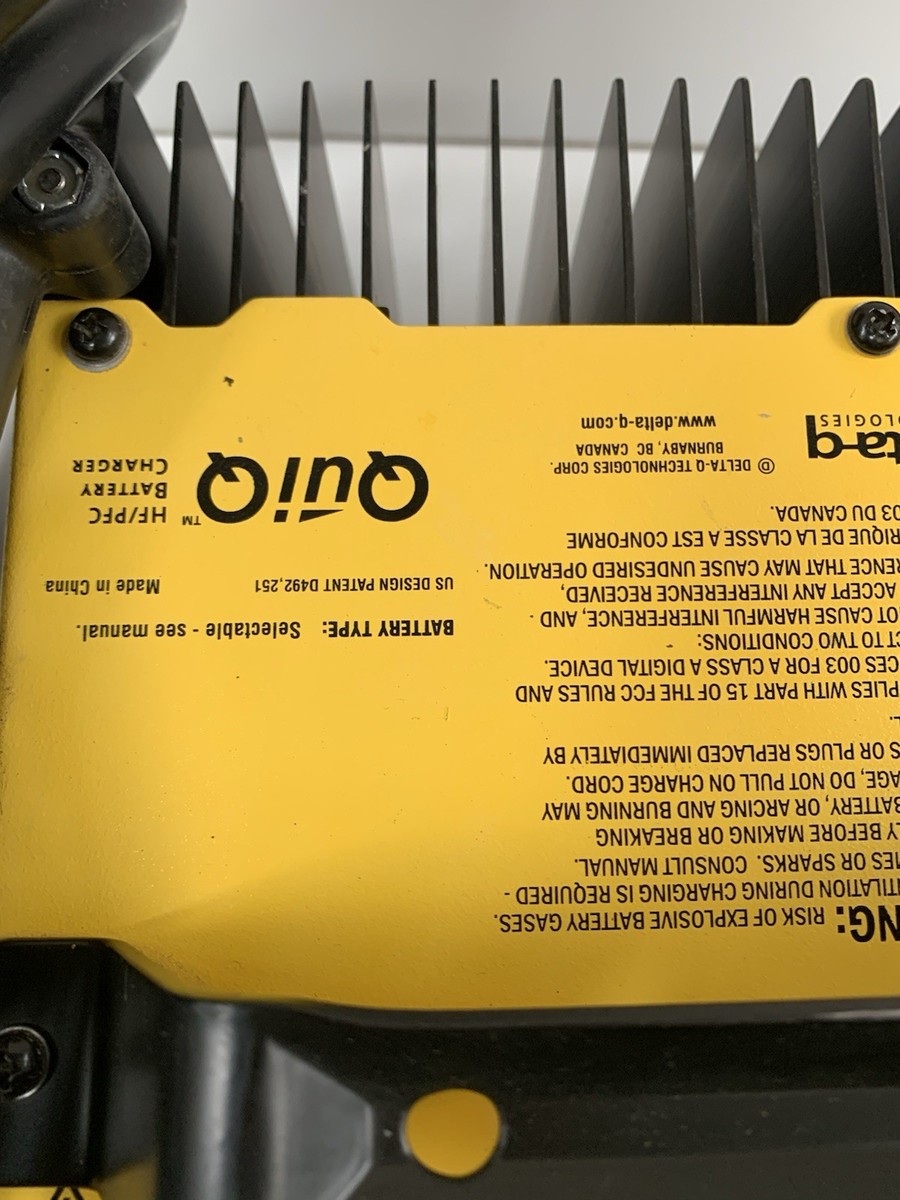 NG: RISK OF EXPLOSIVE BATTERY GASES.
TILATION DURING CHARGING IS REQUIRED -
MES OR SPARKS. CONSULT MANUAL.
LY BEFORE MAKING OR BREAKING
BATTERY, OR ARCING AND BURNING MAY
AGE, DO NOT PULL ON CHARGE CORD.
S OR PLUGS REPLACED IMMEDIATELY BY
L.
PLIES WITH PART 15 OF THE FCC RULES AND
CES 003 FOR A CLASS A DIGITAL DEVICE.
CT TO TWO CONDITIONS:
OT CAUSE HARMFUL INTERFERENCE, AND -
ACCEPT ANY INTERFERENCE RECEIVED,
RENCE THAT MAY CAUSE UNDESIRED OPERATION.
RIQUE DE LA CLASSE A EST CONFORME
03 DU CANADA.
ta-q
OLOGIES
DELTA-Q TECHNOLOGIES CORP.
BURNABY, BC CANADA
www.delta-q.com
BATTERY TYPE: Selectable - see manual.
US DESIGN PATENT D492,251 Made in China
QuiQ™
HF/PFC
BATTERY
CHARGER